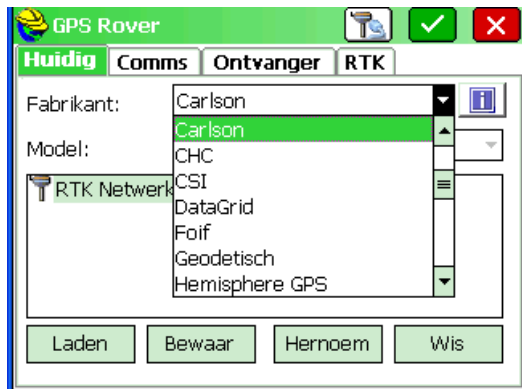 GPS Rover
Huidig Comms Ontvanger RTK
Fabrikant: Carlson
Carlson
Model:
CHC
RTK Netwerk
CSI
DataGrid
Foif
Geodetisch
Hemisphere GPS
Laden Bewaar Hernoem Wis